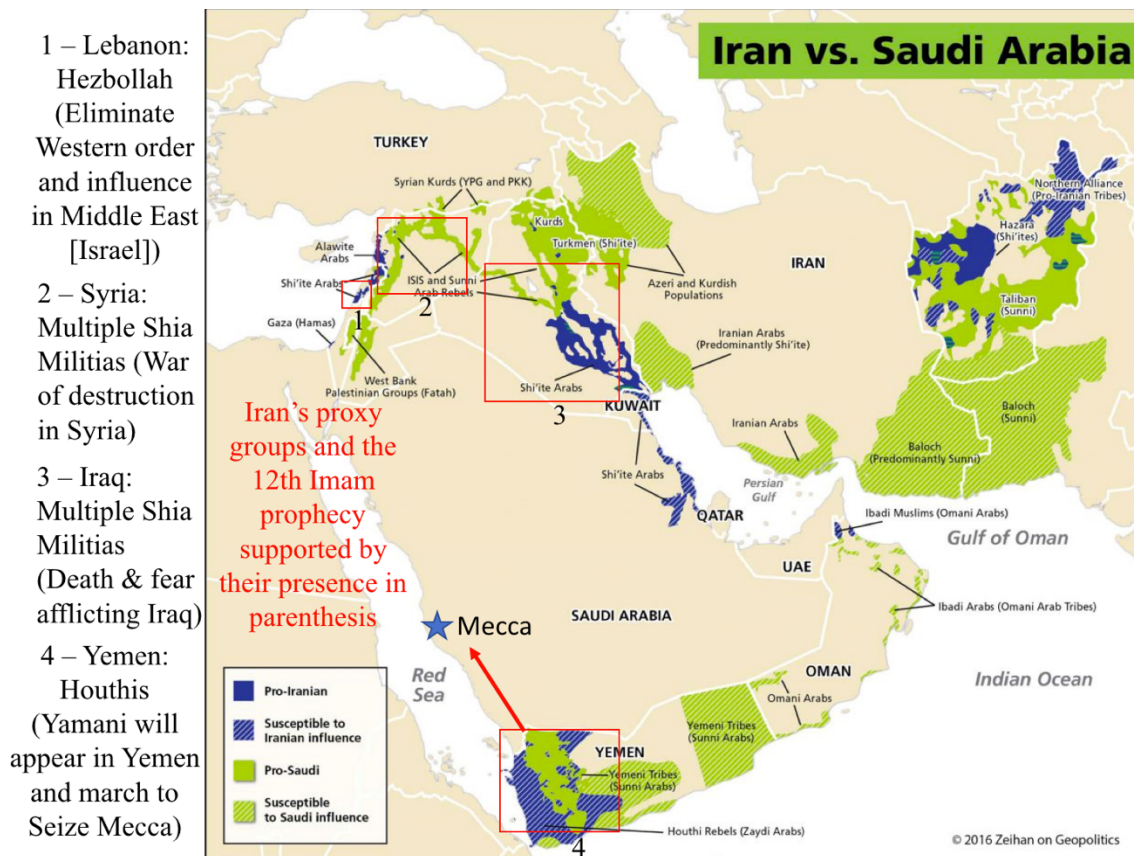 Iran vs. Saudi Arabia
1 – Lebanon:
Hezbollah
(Eliminate
Western order
and influence
in Middle East
[Israel])
2 – Syria:
Multiple Shia
Militias (War
of destruction
in Syria)
3 – Iraq:
Multiple Shia
Militias
(Death & fear
afflicting Iraq)
4 – Yemen:
Houthis
(Yamani will
appear in Yemen
and march to
Seize Mecca)
TURKEY
Syrian Kurds (YPG and PKK)
Kurds
Turkmen (Shi'ite)
Alawite
Arabs
Shi'ite Arabs
ISIS and Sunni
Arab Rebels
Azeri and Kurdish
Populations
IRAN
Northern Alliance
(Pro-Iranian Tribes)
Hazara
(Shi'ites)
Taliban
(Sunni)
1
2
Gaza (Hamas)
West Bank
Palestinian Groups (Fatah)
Shi'ite Arabs
3
KUWAIT
Iranian Arabs
(Predominantly Shi'ite)
Iranian Arabs
Baloch
(Sunni)
Baloch
(Predominantly Sunni)
Iran's proxy
groups and the
12th Imam
prophecy
supported by
their presence in
parenthesis
Shi'ite Arabs
Persian
Gulf
QATAR
Ibadi Muslims (Omani Arabs)
Gulf of Oman
UAE
Ibadi Arabs (Omani Arab Tribes)
SAUDI ARABIA
Mecca
Red
Sea
OMAN
Omani Arabs
Indian Ocean
Yemeni Tribes
(Sunni Arabs)
YEMEN
Yemeni Tribes
(Sunni Arabs)
Houthi Rebels (Zaydi Arabs)
4
Pro-Iranian
Susceptible to
Iranian influence
Pro-Saudi
Susceptible
to Saudi influence
© 2016 Zeihan on Geopolitics